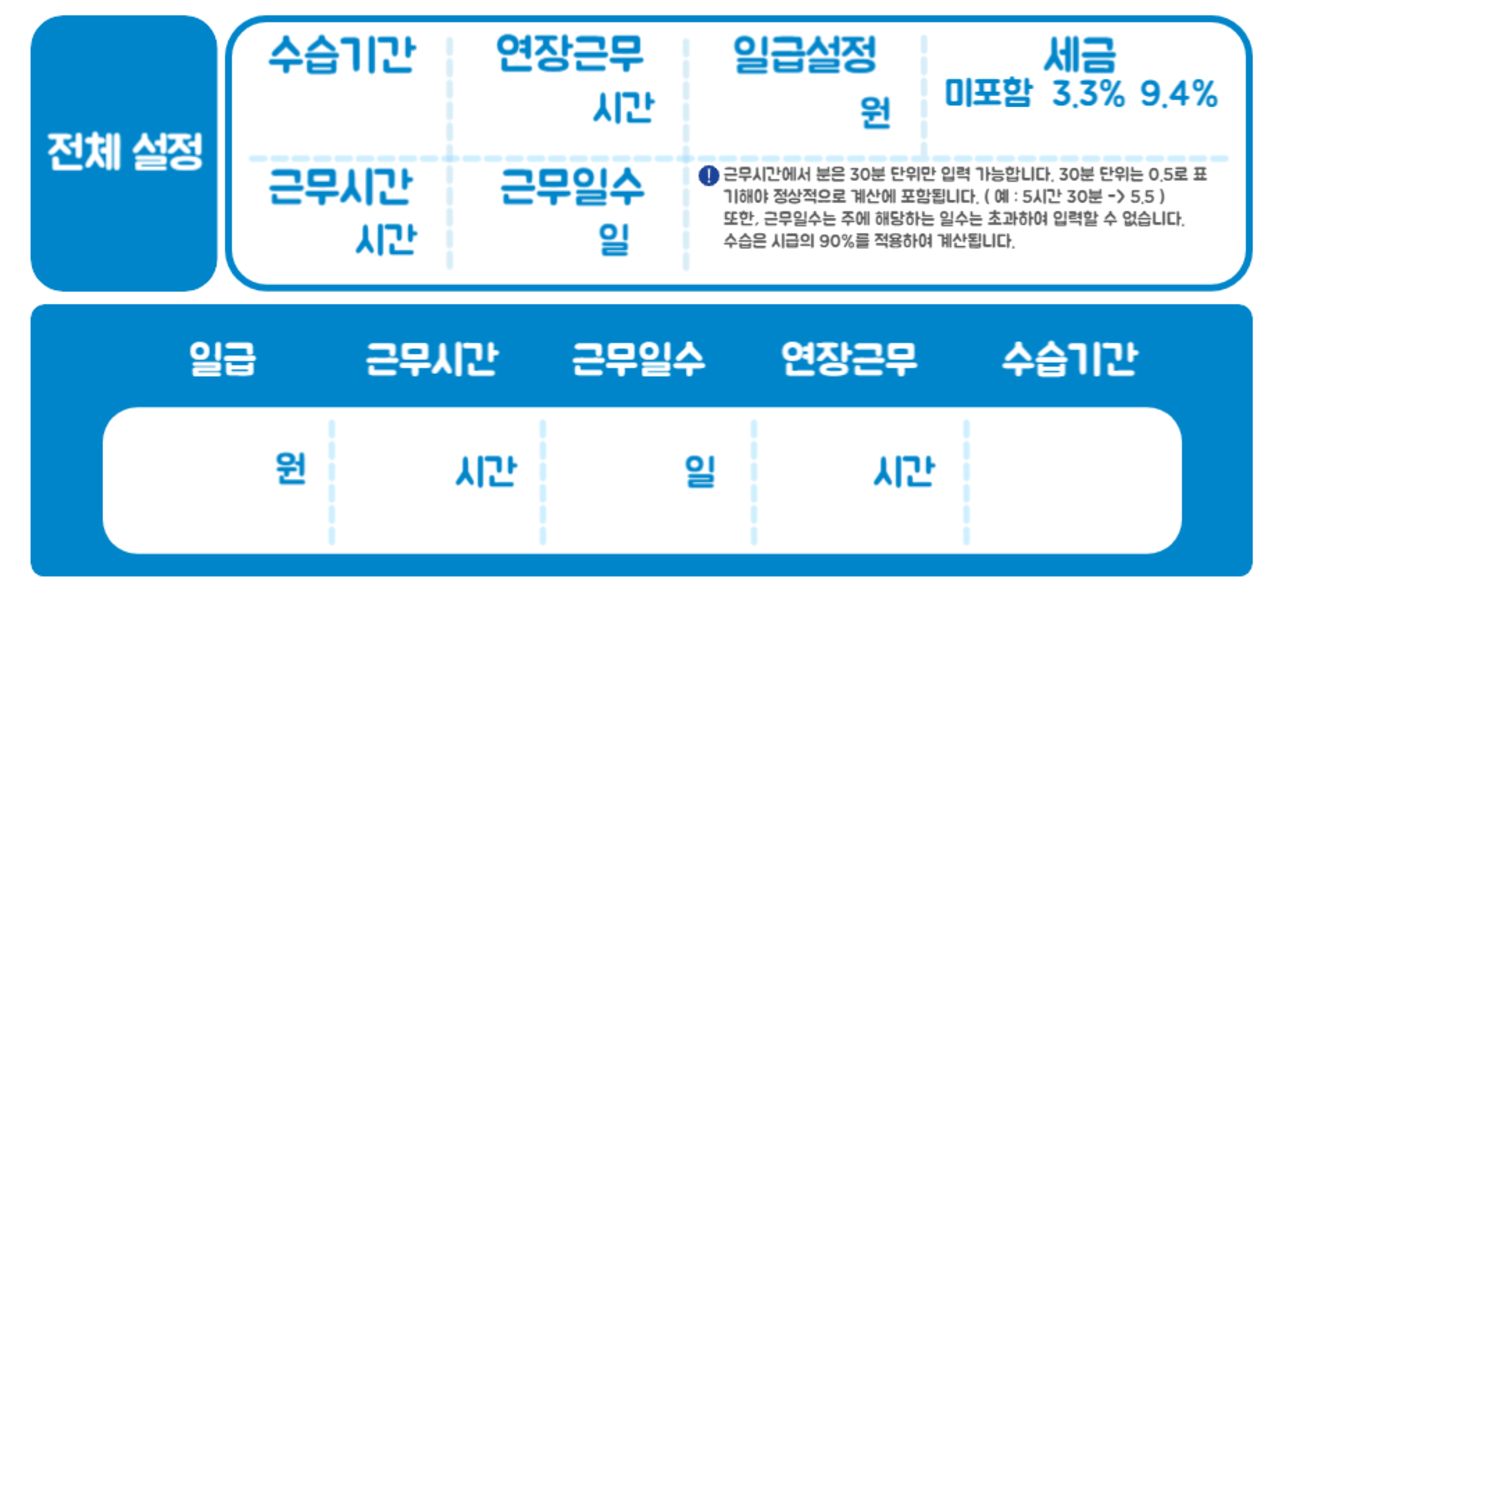 전체 설정
수습기간 연장근무 일급설정 세금
시간 원 미포함 3.3% 9.4%
근무시간 근무일수
시간 일
! 근무시간에서 분은 30분 단위만 입력 가능합니다. 30분 단위는 0.5로 표
기해야 정상적으로 계산에 포함됩니다. ( 예 : 5시간 30분 -> 5.5 )
또한, 근무일수는 주에 해당하는 일수는 초과하여 입력할 수 없습니다.
수습은 시급의 90%를 적용하여 계산됩니다.
일급 근무시간 근무일수 연장근무 수습기간
원 시간 일 시간